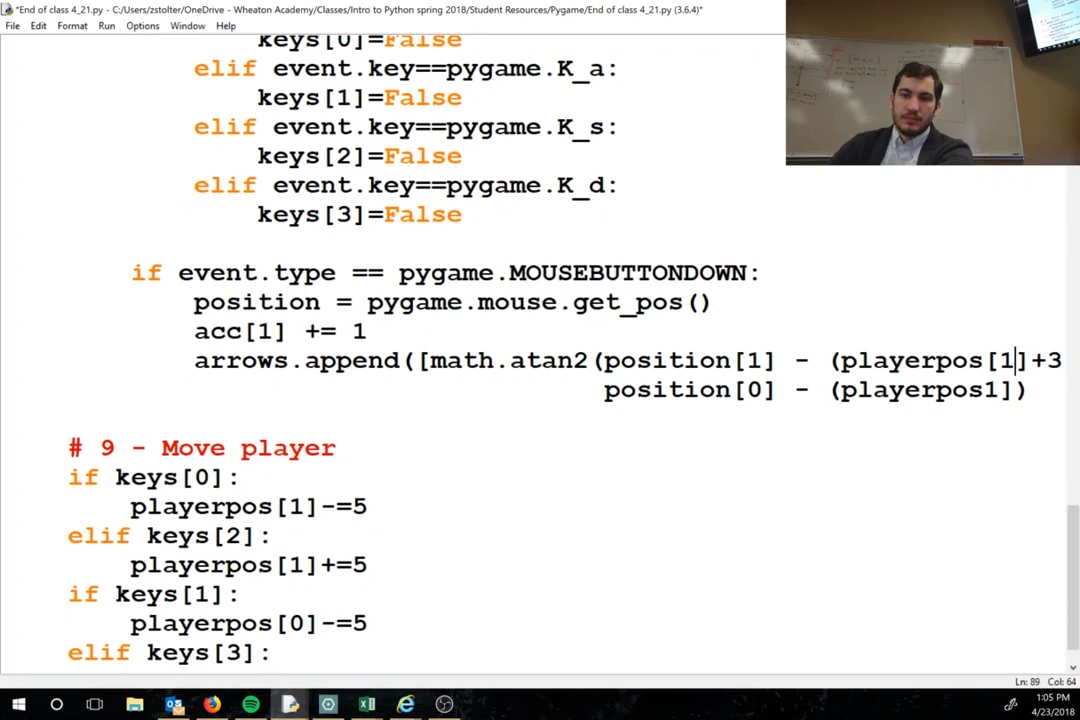 *End of class 4_21.py - C:/Users/zstolter/OneDrive - Wheaton Academy/Classes/Intro to Python spring 2018/Student Resources/Pygame/End of class 4_21.py (3.6.4)*
File Edit Format Run Options Window Help
keys[0]=False
elif event.key==pygame.K_a:
keys[1]=False
elif event.key==pygame.K_s:
keys[2]=False
elif event.key==pygame.K_d:
keys[3]=False
if event.type == pygame.MOUSEBUTTONDOWN:
position = pygame.mouse.get_pos()
acc[1] += 1
arrows.append([math.atan2(position[1] - (playerpos[1]+3
position[0] - (playerpos1])
# 9 - Move player
if keys[0]:
playerpos[1]-=5
elif keys[2]:
playerpos[1]+=5
if keys[1]:
playerpos[0]-=5
elif keys[3]:
Ln: 89 Col: 64
1:05 PM
4/23/2018